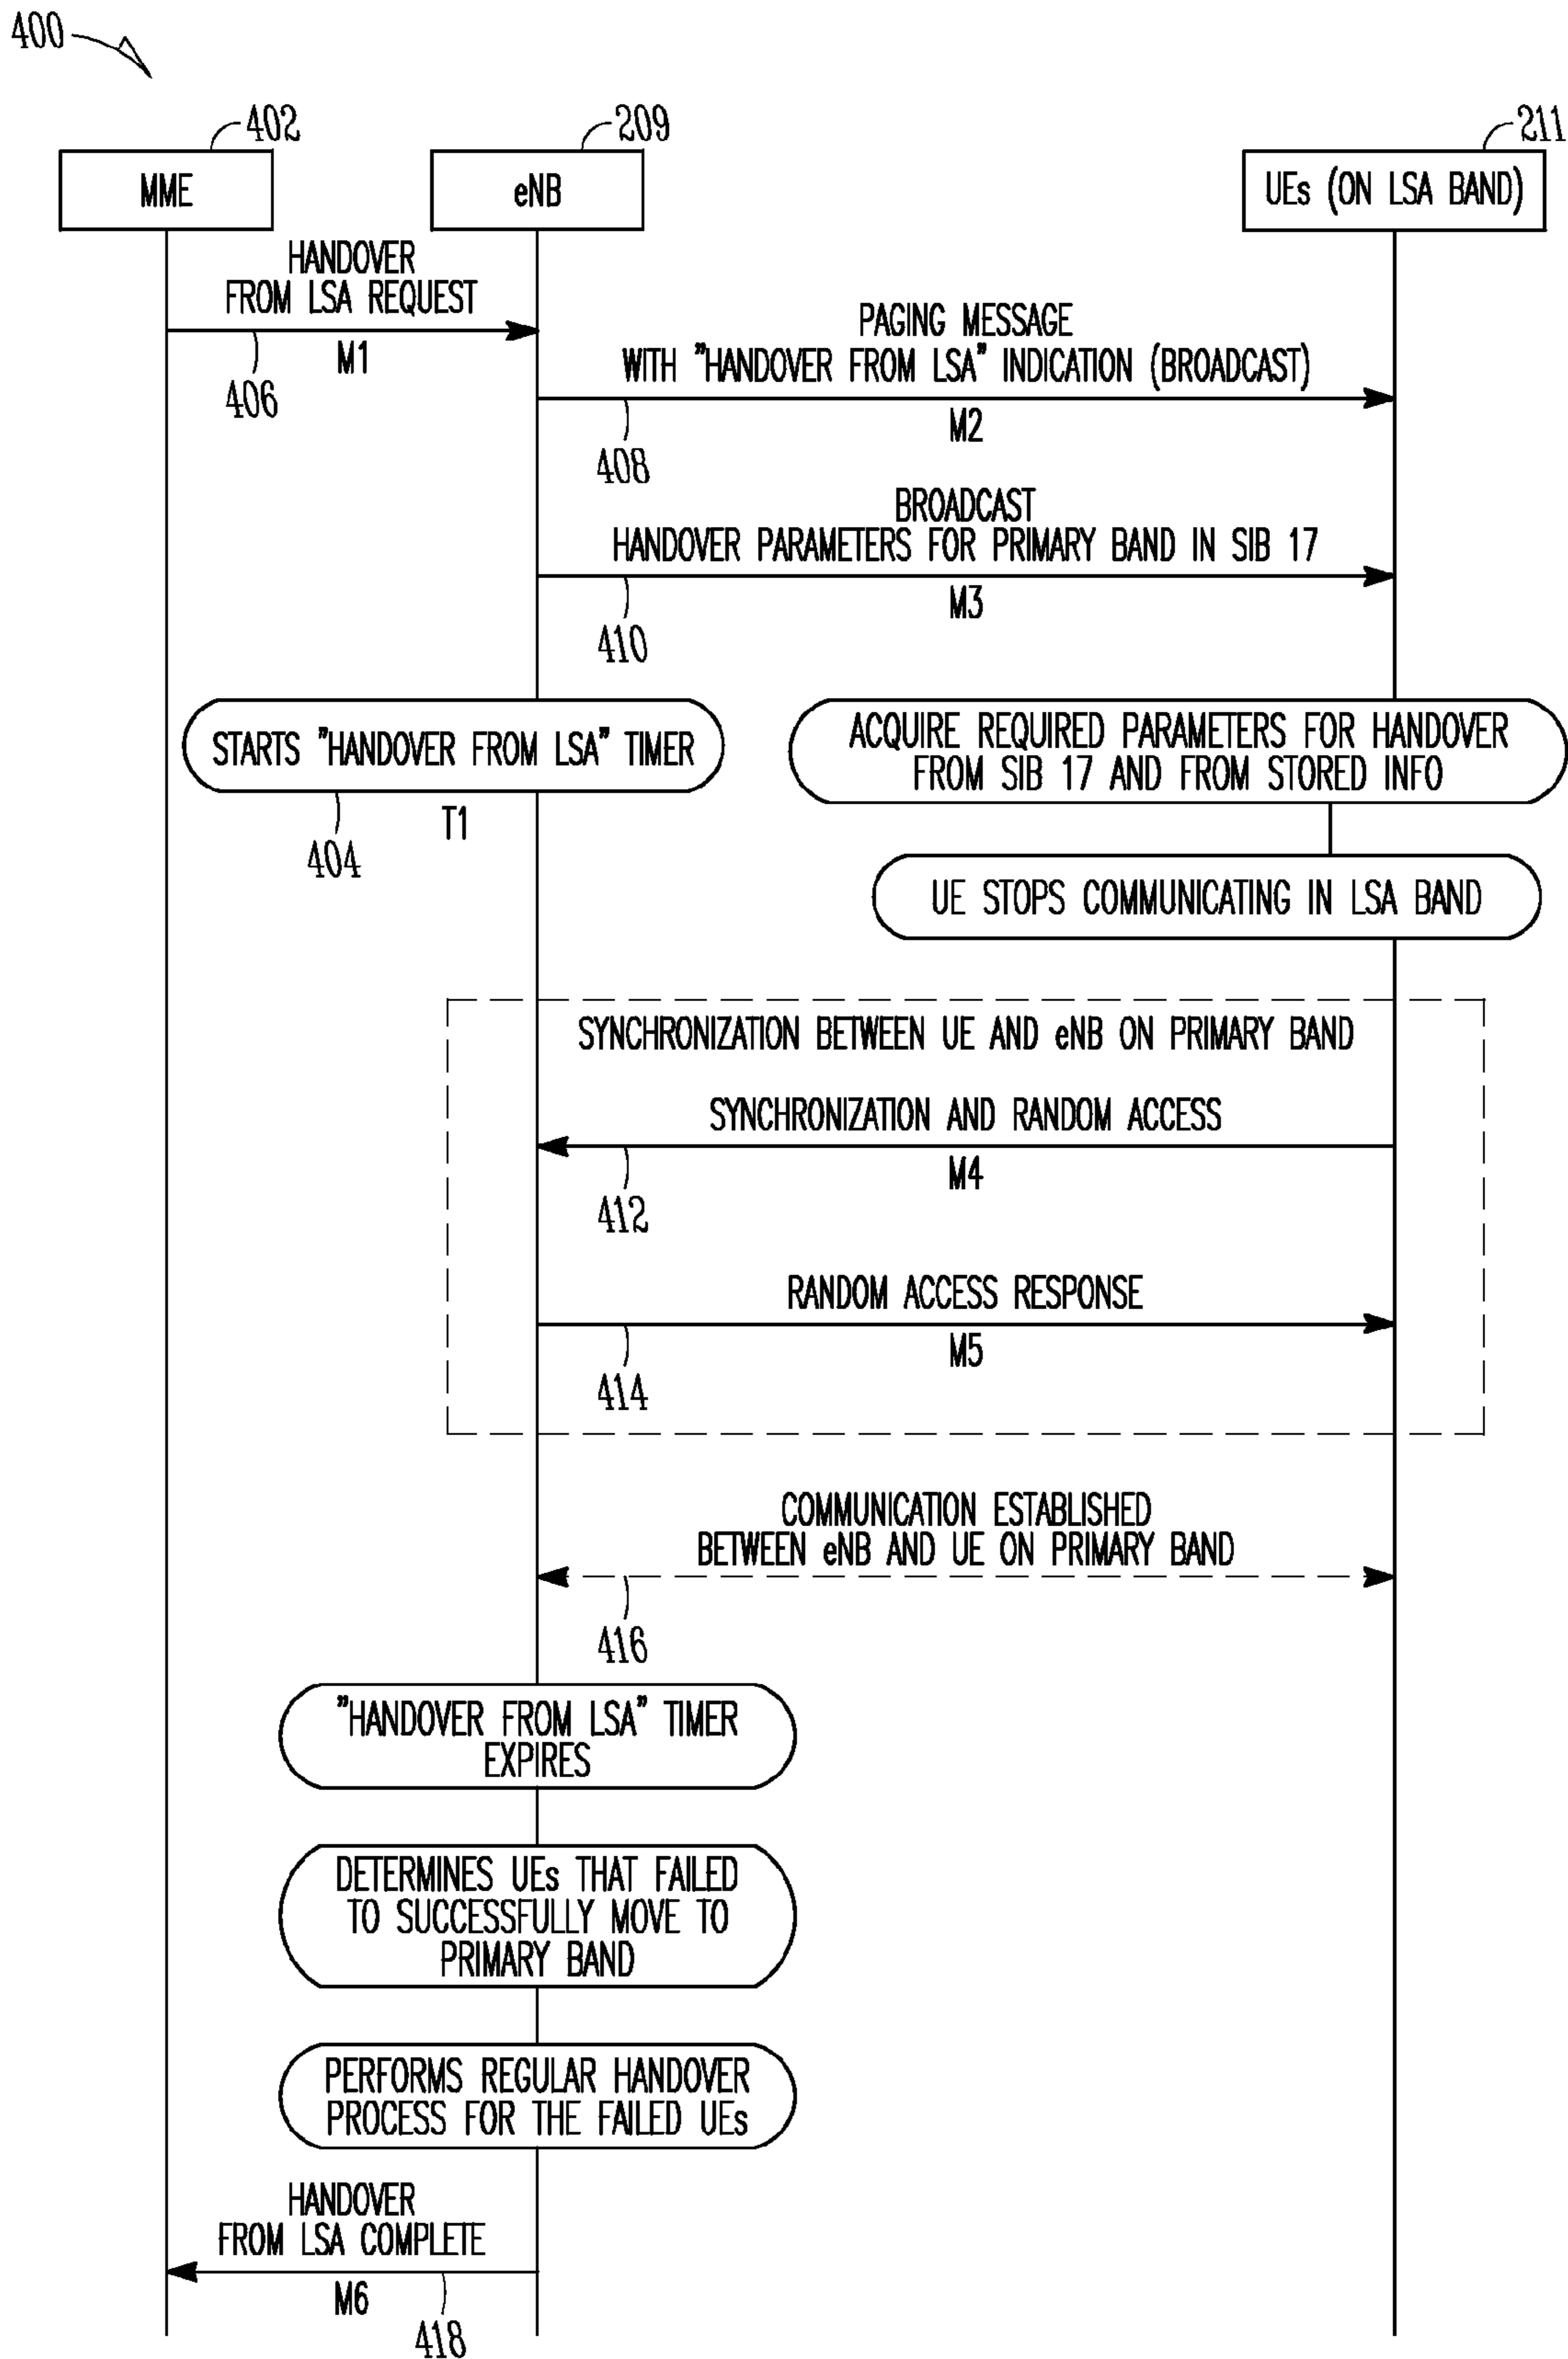 400
402
209
211
MME
eNB
UEs (ON LSA BAND)
HANDOVER
FROM LSA REQUEST
M1
406
PAGING MESSAGE
WITH "HANDOVER FROM LSA" INDICATION (BROADCAST)
M2
408
BROADCAST
HANDOVER PARAMETERS FOR PRIMARY BAND IN SIB 17
M3
410
STARTS "HANDOVER FROM LSA" TIMER
T1
404
ACQUIRE REQUIRED PARAMETERS FOR HANDOVER
FROM SIB 17 AND FROM STORED INFO
UE STOPS COMMUNICATING IN LSA BAND
SYNCHRONIZATION BETWEEN UE AND eNB ON PRIMARY BAND
SYNCHRONIZATION AND RANDOM ACCESS
M4
412
RANDOM ACCESS RESPONSE
M5
414
COMMUNICATION ESTABLISHED
BETWEEN eNB AND UE ON PRIMARY BAND
416
"HANDOVER FROM LSA" TIMER
EXPIRES
DETERMINES UEs THAT FAILED
TO SUCCESSFULLY MOVE TO
PRIMARY BAND
PERFORMS REGULAR HANDOVER
PROCESS FOR THE FAILED UEs
HANDOVER
FROM LSA COMPLETE
M6
418